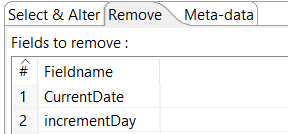 Select & Alter Remove Meta-data
Fields to remove :
# Fieldname
1 CurrentDate
2 incrementDay